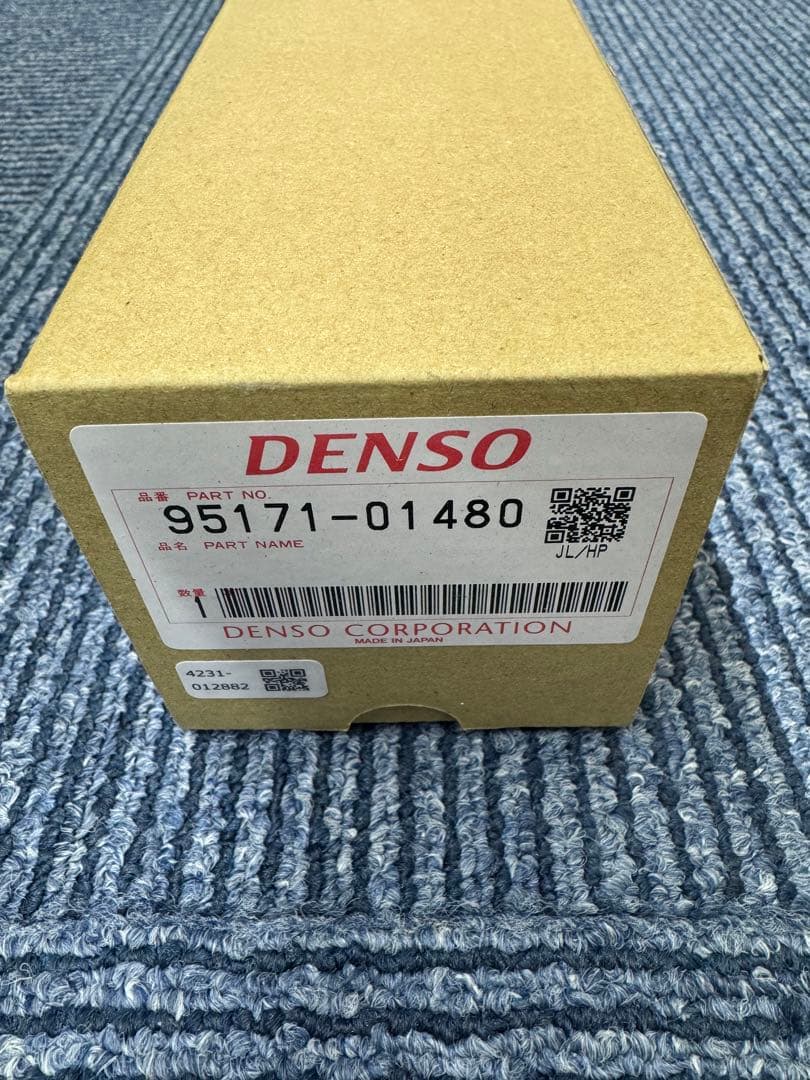 DENSO
品番 PART NO.
95171-01480
JL/HP
品名 PART NAME
数量
1
DENSO CORPORATION
MADE IN JAPAN
4231-
012882